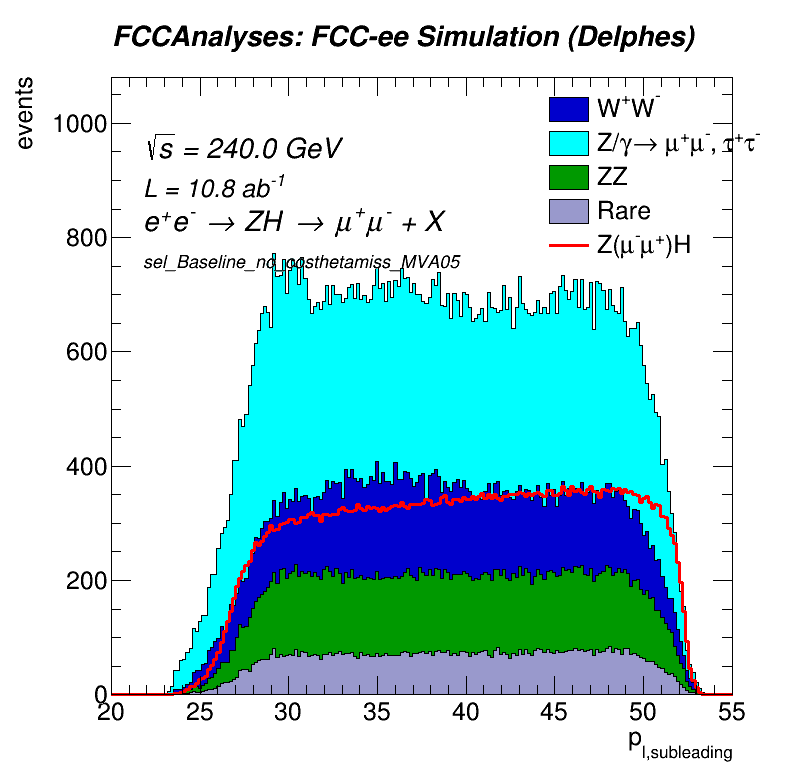 FCCAnalyses: FCC-ee Simulation (Delphes)
events
1000
800
600
400
200
0
√s = 240.0 GeV
L = 10.8 ab⁻¹
e⁺e⁻ → ZH → μ⁺μ⁻ + X
sel_Baseline_no_costhetamiss_MVA05
W⁺W⁻
Z/γ→ μ⁺μ⁻, τ⁺τ⁻
ZZ
Rare
Z(μ⁻μ⁺)H
20 25 30 35 40 45 50 55
p_l,subleading